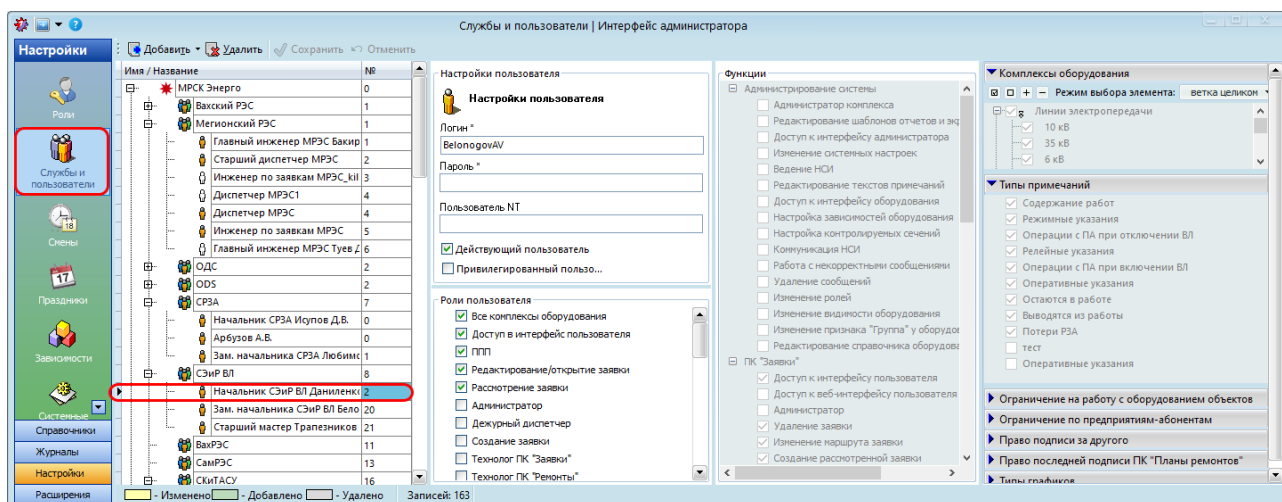 Службы и пользователи | Интерфейс администратора
Настройки
Добавить
Удалить
Сохранить
Отменить
Роли
Службы и пользователи
18
Смены
17
Праздники
Зависимости
Системные
Справочники
Журналы
Настройки
Расширения
Имя / Название №
МРСК Энерго 0
Вахский РЭС 1
Мегионский РЭС 1
Главный инженер МРЭС Бакир 1
Старший диспетчер МРЭС 2
Инженер по заявкам МРЭС_kil 3
Диспетчер МРЭС1 4
Диспетчер МРЭС 4
Инженер по заявкам МРЭС 5
Главный инженер МРЭС Туев Д 6
ОДС 2
ODS 2
СРЗА 7
Начальник СРЗА Исупов Д.В. 0
Арбузов А.В. 0
Зам. начальника СРЗА Любимо 1
СЭиР ВЛ 8
Начальник СЭиР ВЛ Даниленко 2
Зам. начальника СЭиР ВЛ Бело 20
Старший мастер Трапезников 21
ВахРЭС 11
СамРЭС 13
СКиТАСУ 16
Настройки пользователя
Настройки пользователя
Логин *
BelonogovAV
Пароль *
Пользователь NT
Действующий пользователь
Привилегированный пользо...
Роли пользователя
Все комплексы оборудования
Доступ в интерфейс пользователя
ППП
Редактирование/открытие заявки
Рассмотрение заявки
Администратор
Дежурный диспетчер
Создание заявки
Технолог ПК "Заявки"
Технолог ПК "Ремонты"
Функции
Администрирование системы
Администратор комплекса
Редактирование шаблонов отчетов и экр
Доступ к интерфейсу администратора
Изменение системных настроек
Ведение НСИ
Редактирование текстов примечаний
Доступ к интерфейсу оборудования
Настройка зависимостей оборудования
Настройка контролируемых сечений
Коммуникация НСИ
Работа с некорректными сообщениями
Удаление сообщений
Изменение ролей
Изменение видимости оборудования
Изменение признака "Группа" у оборудов
Редактирование справочника оборудова
ПК "Заявки"
Доступ к интерфейсу пользователя
Доступ к веб-интерфейсу пользователя
Администратор
Удаление заявки
Изменение маршрута заявки
Создание рассмотренной заявки
Комплексы оборудования
Режим выбора элемента: ветка целиком
Линии электропередачи
10 кВ
35 кВ
6 кВ
Типы примечаний
Содержание работ
Режимные указания
Операции с ПА при отключении ВЛ
Релейные указания
Операции с ПА при включении ВЛ
Оперативные указания
Остаются в работе
Выводятся из работы
Потери РЗА
тест
Оперативные указания
Ограничение на работу с оборудованием объектов
Ограничение по предприятиям-абонентам
Право подписи за другого
Право последней подписи ПК "Планы ремонтов"
Типы графиков
- Изменено - Добавлено - Удалено Записей: 163